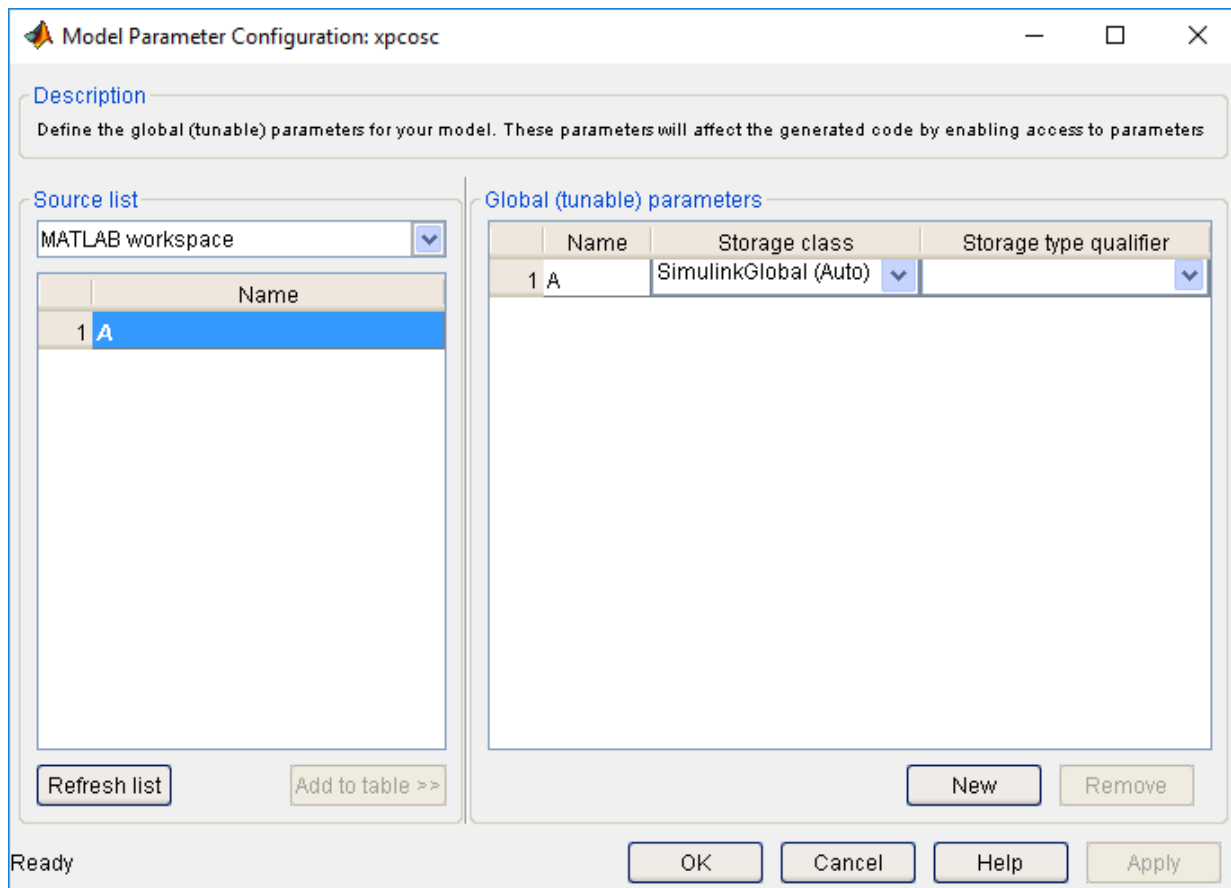 Model Parameter Configuration: xpcosc
Description
Define the global (tunable) parameters for your model. These parameters will affect the generated code by enabling access to parameters
Source list
MATLAB workspace
Name
1 A
Refresh list
Add to table >>
Global (tunable) parameters
Name Storage class Storage type qualifier
1 A SimulinkGlobal (Auto)
New Remove
Ready
OK Cancel Help Apply